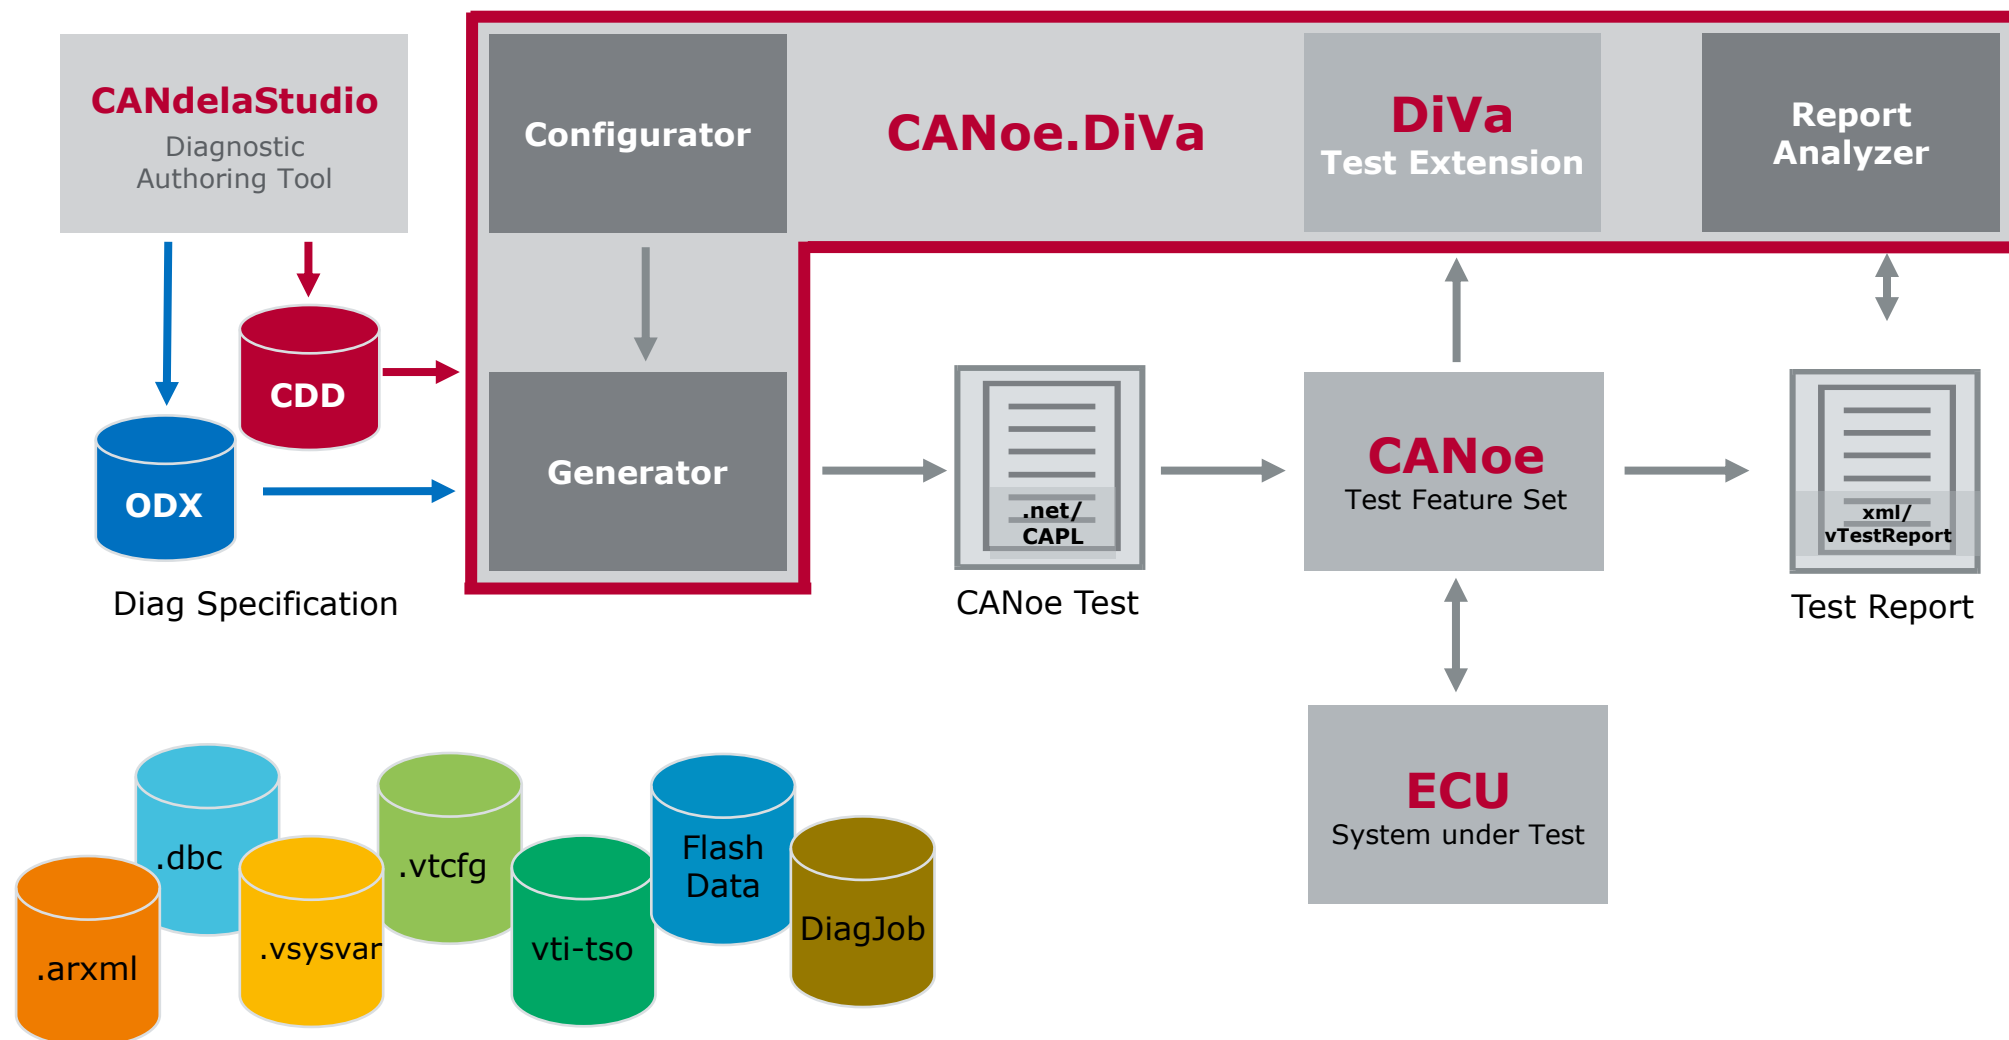 CANdelaStudio
Diagnostic
Authoring Tool
Configurator
CANoe.DiVa
DiVa
Test Extension
Report
Analyzer
CDD
ODX
Diag Specification
Generator
.net/
CAPL
CANoe Test
CANoe
Test Feature Set
xml/
vTestReport
Test Report
ECU
System under Test
.arxml
.dbc
.vsysvar
.vtcfg
vti-tso
Flash
Data
DiagJob